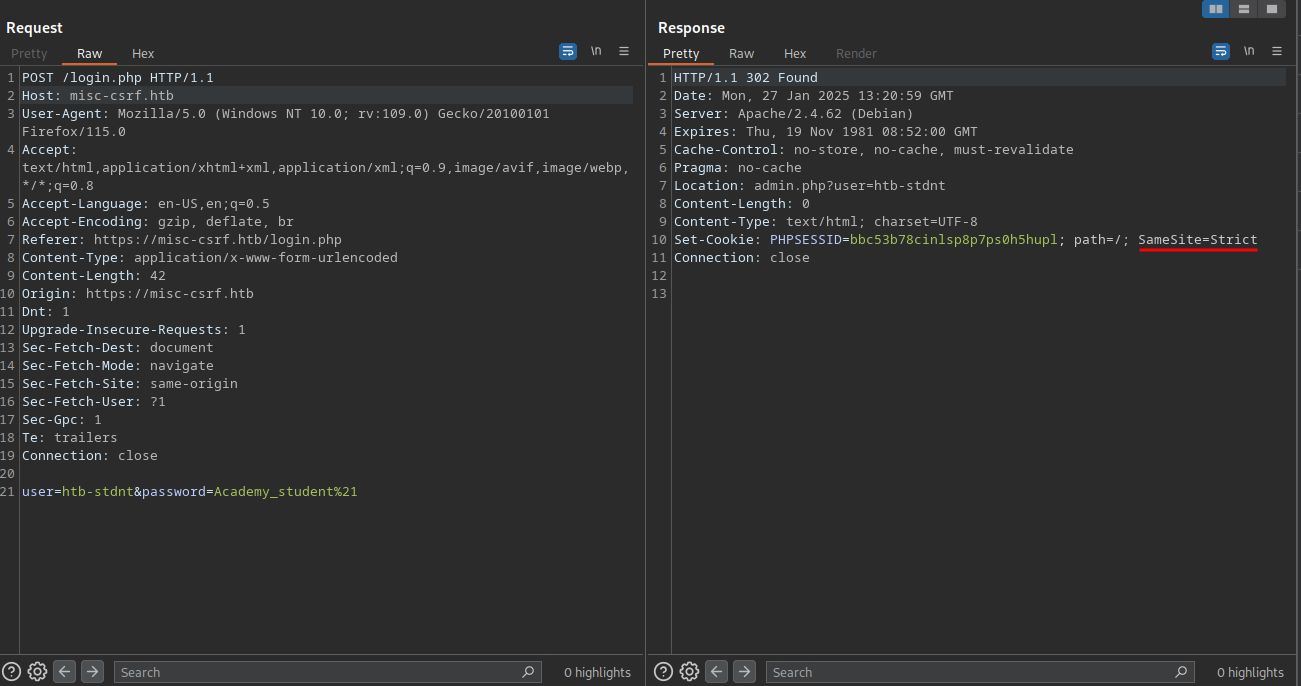 Request
Pretty Raw Hex
\n
1 POST /login.php HTTP/1.1
2 Host: misc-csrf.htb
3 User-Agent: Mozilla/5.0 (Windows NT 10.0; rv:109.0) Gecko/20100101
Firefox/115.0
4 Accept:
text/html,application/xhtml+xml,application/xml;q=0.9,image/avif,image/webp,
*/*;q=0.8
5 Accept-Language: en-US,en;q=0.5
6 Accept-Encoding: gzip, deflate, br
7 Referer: https://misc-csrf.htb/login.php
8 Content-Type: application/x-www-form-urlencoded
9 Content-Length: 42
10 Origin: https://misc-csrf.htb
11 Dnt: 1
12 Upgrade-Insecure-Requests: 1
13 Sec-Fetch-Dest: document
14 Sec-Fetch-Mode: navigate
15 Sec-Fetch-Site: same-origin
16 Sec-Fetch-User: ?1
17 Sec-Gpc: 1
18 Te: trailers
19 Connection: close
20
21 user=htb-stdnt&password=Academy_student%21
Search
0 highlights
Response
Pretty Raw Hex Render
\n
1 HTTP/1.1 302 Found
2 Date: Mon, 27 Jan 2025 13:20:59 GMT
3 Server: Apache/2.4.62 (Debian)
4 Expires: Thu, 19 Nov 1981 08:52:00 GMT
5 Cache-Control: no-store, no-cache, must-revalidate
6 Pragma: no-cache
7 Location: admin.php?user=htb-stdnt
8 Content-Length: 0
9 Content-Type: text/html; charset=UTF-8
10 Set-Cookie: PHPSESSID=bbc53b78cinlsp8p7ps0h5hupl; path=/; SameSite=Strict
11 Connection: close
12
13
Search
0 highlights